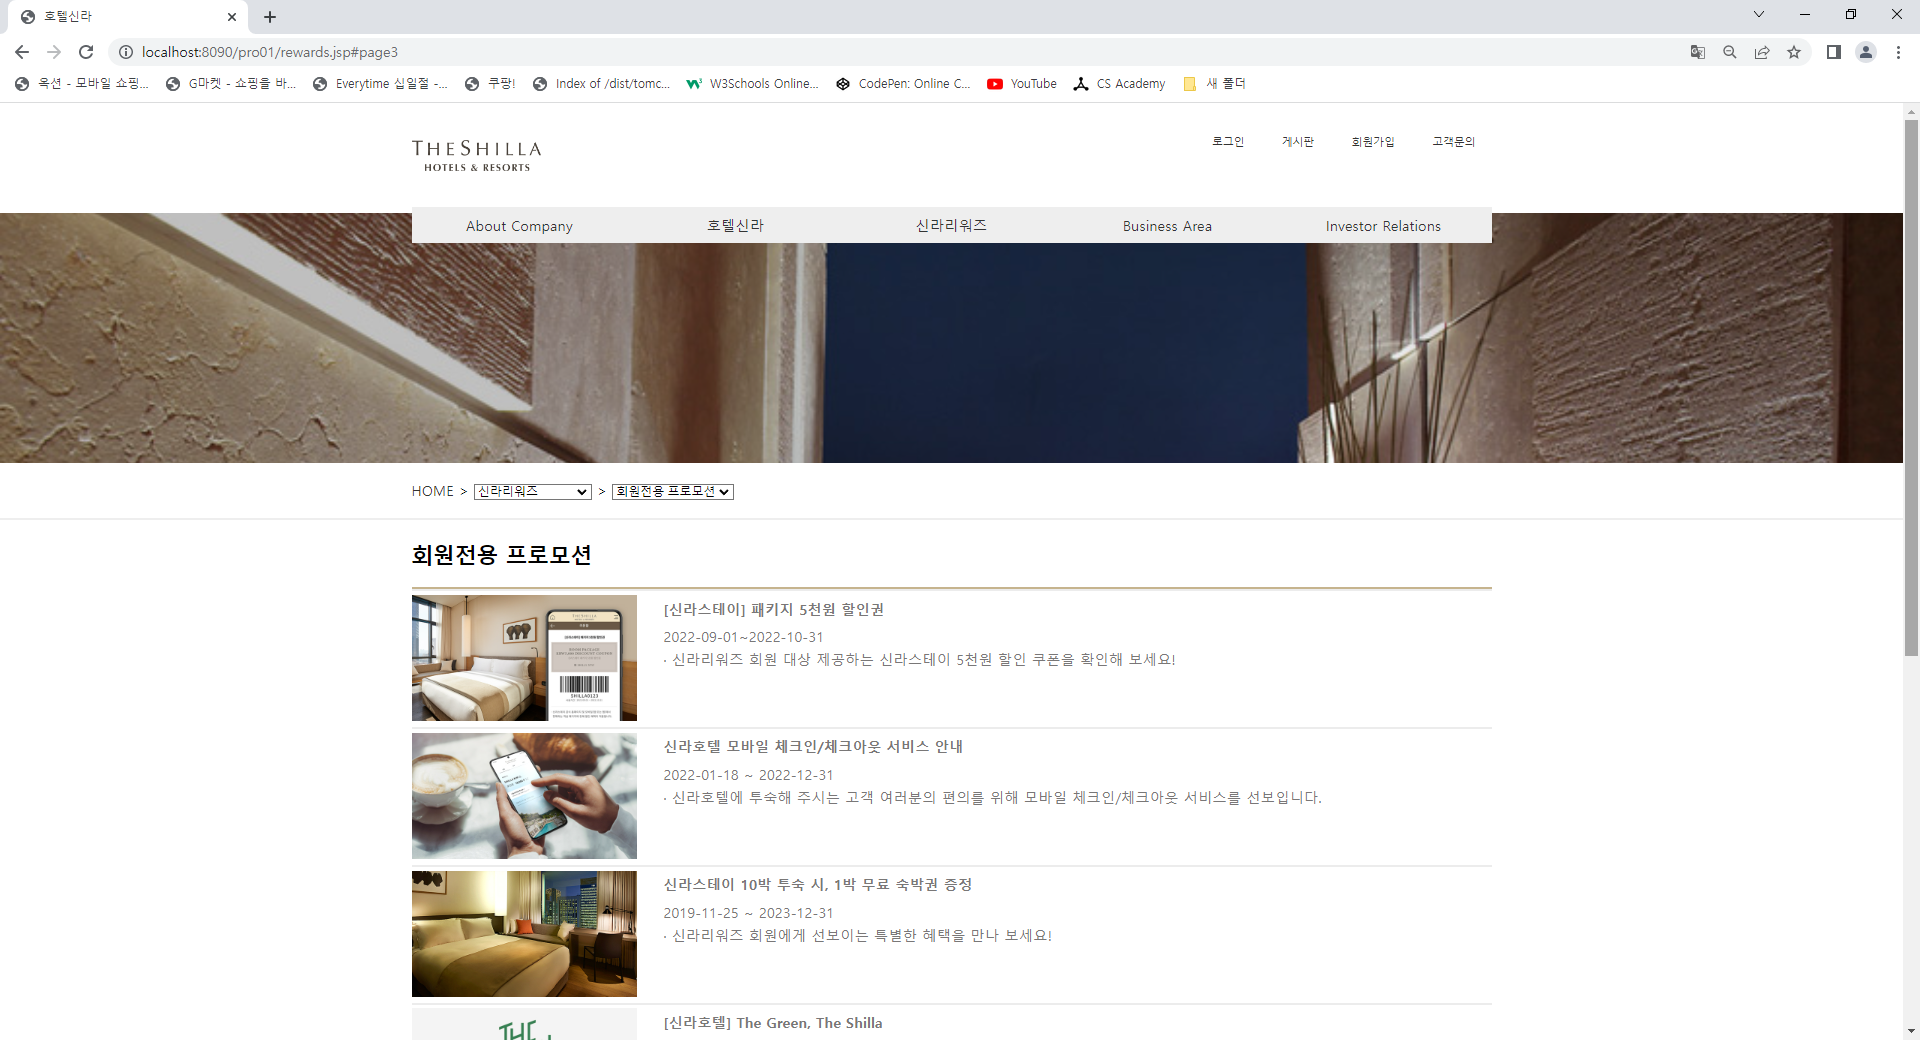 호텔신라
localhost:8090/pro01/rewards.jsp#page3
옥션 - 모바일 쇼핑... G마켓 - 쇼핑을 바... Everytime 십일절 -... 쿠팡! Index of /dist/tomc... W3Schools Online... CodePen: Online C... YouTube CS Academy 새 폴더
THE SHILLA
HOTELS & RESORTS
로그인 게시판 회원가입 고객문의
About Company 호텔신라 신라리워즈 Business Area Investor Relations
HOME > 신라리워즈 > 회원전용 프로모션
회원전용 프로모션
[신라스테이] 패키지 5천원 할인권
2022-09-01~2022-10-31
· 신라리워즈 회원 대상 제공하는 신라스테이 5천원 할인 쿠폰을 확인해 보세요!
SHILLA0123
신라호텔 모바일 체크인/체크아웃 서비스 안내
2022-01-18 ~ 2022-12-31
· 신라호텔에 투숙해 주시는 고객 여러분의 편의를 위해 모바일 체크인/체크아웃 서비스를 선보입니다.
신라스테이 10박 투숙 시, 1박 무료 숙박권 증정
2019-11-25 ~ 2023-12-31
· 신라리워즈 회원에게 선보이는 특별한 혜택을 만나 보세요!
THE
[신라호텔] The Green, The Shilla